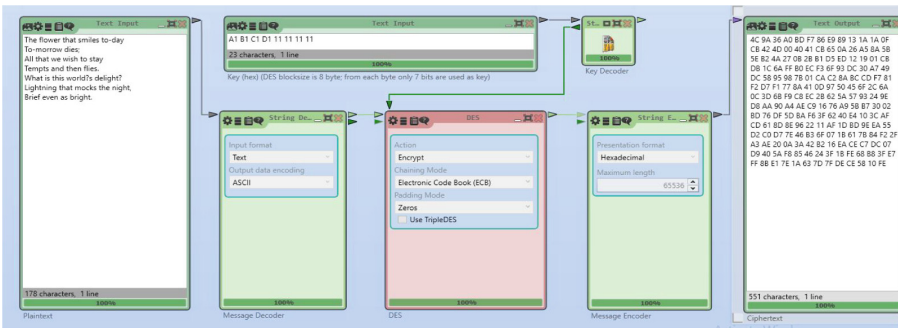 Text Input
The flower that smiles to-day
To-morrow dies;
All that we wish to stay
Tempts and then flies.
What is this world?s delight?
Lightning that mocks the night,
Brief even as bright.
178 characters, 1 line
100%
Plaintext
Text Input
A1 B1 C1 D1 11 11 11 11
23 characters, 1 line
100%
Key (hex) (DES blocksize is 8 byte; from each byte only 7 bits are used as key)
St...
100%
Key Decoder
String De...
Input format
Text
Output data encoding
ASCII
100%
Message Decoder
DES
Action
Encrypt
Chaining Mode
Electronic Code Book (ECB)
Padding Mode
Zeros
Use TripleDES
100%
DES
String E...
Presentation format
Hexadecimal
Maximum length
65536
100%
Message Encoder
Text Output
4C 9A 36 A0 BD F7 86 E9 89 13 1A 1A 0F
CB 42 4D 00 40 41 CB 65 0A 26 A5 8A 5B
5E B2 4A 27 0B 2B B1 D5 ED 12 19 01 CB
DB 1C 6A FF B0 EC F3 6F 93 DC 30 A7 49
DC 58 95 98 7B 01 CA C2 8A 8C CD F7 81
F2 D7 F1 77 8A 41 0D 97 50 45 6F 2C 6A
0C 3D 6B F9 C8 EC 2B 62 5A 57 93 24 9E
D8 AA 90 A4 AE C9 16 76 A9 5B B7 30 02
BD 76 DF 5D 8A F6 3F 62 40 E4 10 3C AF
CD 61 8D 8E 96 22 11 AF 1D BD 9E EA 55
D2 C0 D7 7E 46 B3 6F 07 1B 61 7B 84 F2 2F
A3 AE 20 0A 3A 42 B2 16 EA CE C7 DC 07
D9 40 5A F8 85 46 24 3F 1B FE 68 B8 3F E7
FF 8B E1 7E 1A 63 7D 7F DE CE 58 10 FE
551 characters, 1 line
100%
Ciphertext